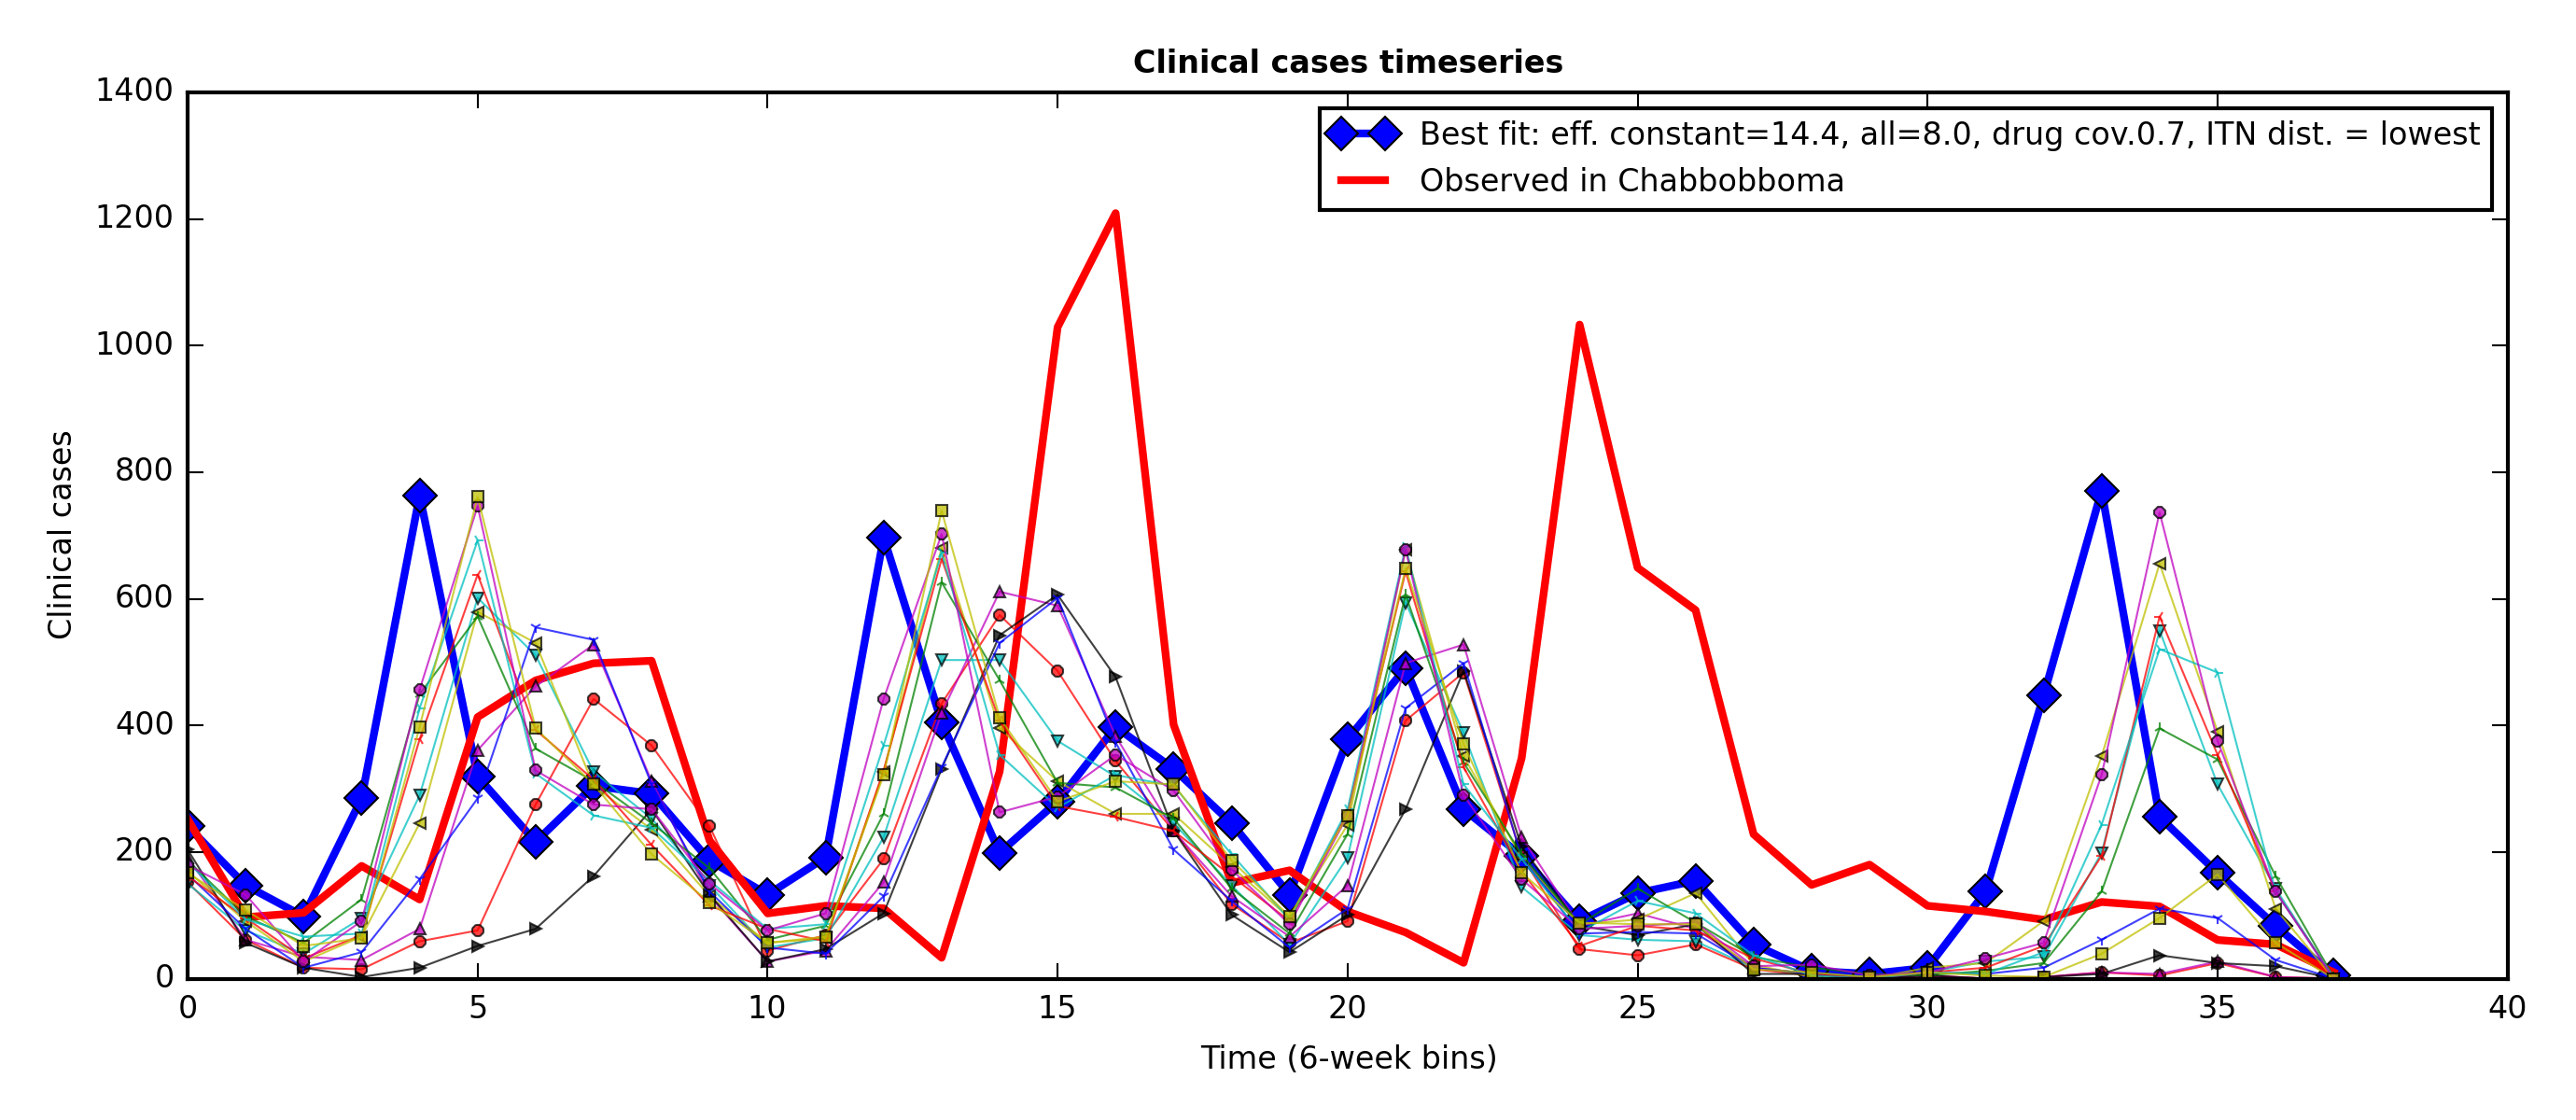 Clinical cases timeseries
1400
1200
1000
800
600
400
200
0
Clinical cases
Best fit: eff. constant=14.4, all=8.0, drug cov.0.7, ITN dist. = lowest
Observed in Chabbobboma
0 5 10 15 20 25 30 35 40
Time (6-week bins)